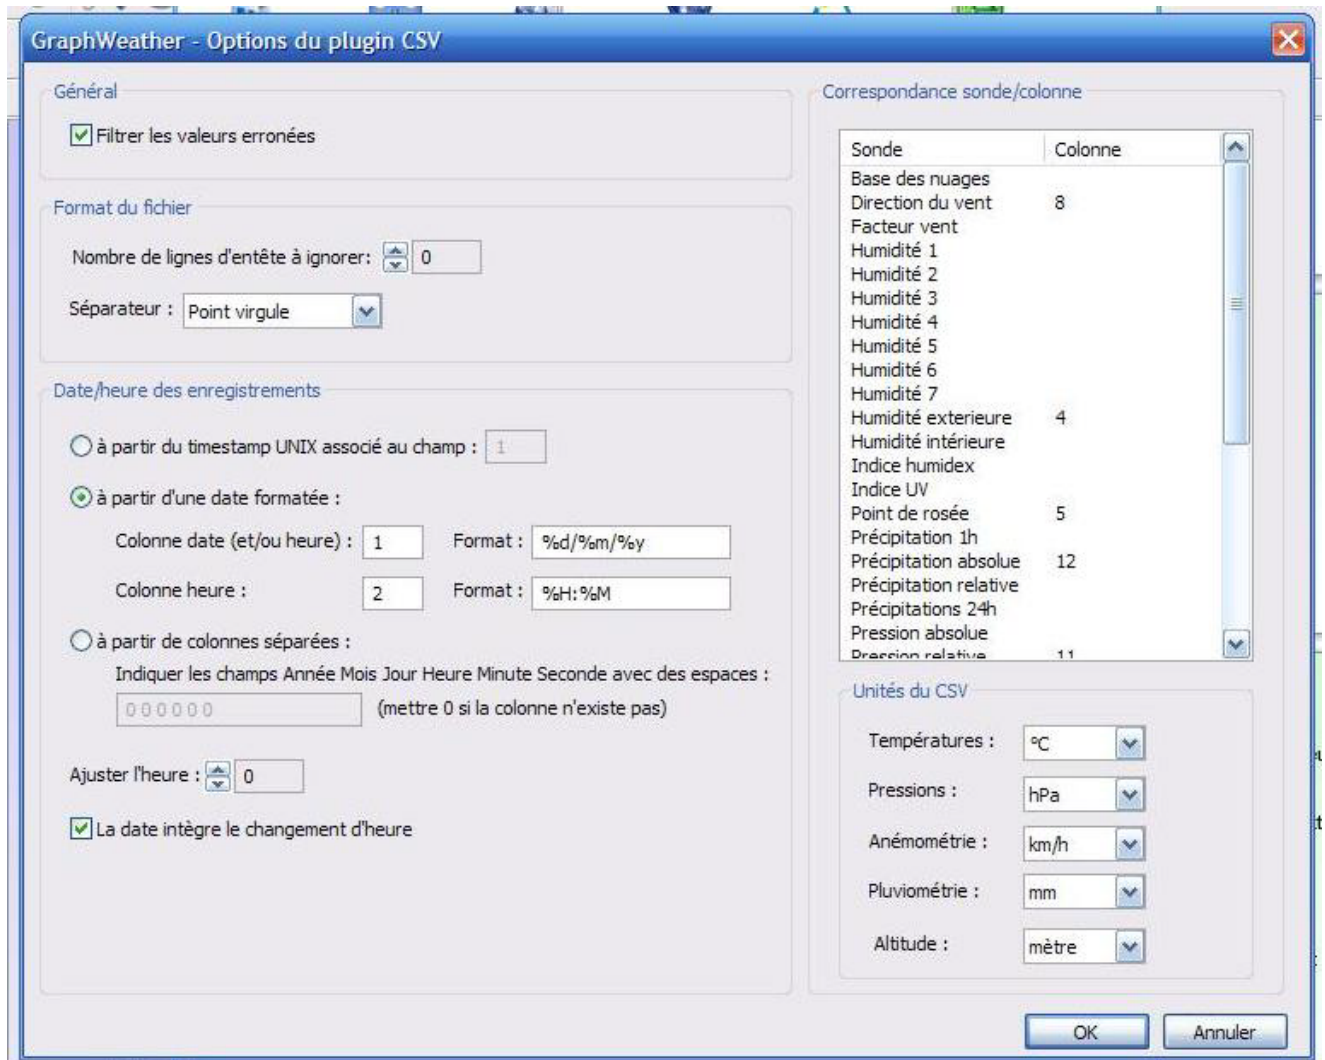 GraphWeather - Options du plugin CSV
Général
Filtrer les valeurs erronées
Format du fichier
Nombre de lignes d'entête à ignorer: 0
Séparateur : Point virgule
Date/heure des enregistrements
à partir du timestamp UNIX associé au champ : 1
à partir d'une date formatée :
Colonne date (et/ou heure) : 1 Format : %d/%m/%y
Colonne heure : 2 Format : %H:%M
à partir de colonnes séparées :
Indiquer les champs Année Mois Jour Heure Minute Seconde avec des espaces :
0 0 0 0 0 0 (mettre 0 si la colonne n'existe pas)
Ajuster l'heure : 0
La date intègre le changement d'heure
Correspondance sonde/colonne
Sonde Colonne
Base des nuages
Direction du vent 8
Facteur vent
Humidité 1
Humidité 2
Humidité 3
Humidité 4
Humidité 5
Humidité 6
Humidité 7
Humidité exterieure 4
Humidité intérieure
Indice humidex
Indice UV
Point de rosée 5
Précipitation 1h
Précipitation absolue 12
Précipitation relative
Précipitations 24h
Pression absolue
Pression relative 11
Unités du CSV
Températures : °C
Pressions : hPa
Anémométrie : km/h
Pluviométrie : mm
Altitude : mètre
OK Annuler